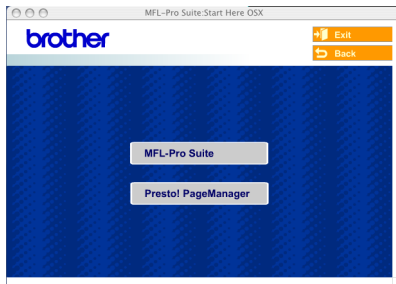 MFL-Pro Suite:Start Here OSX
brother
Exit
Back
MFL-Pro Suite
Presto! PageManager